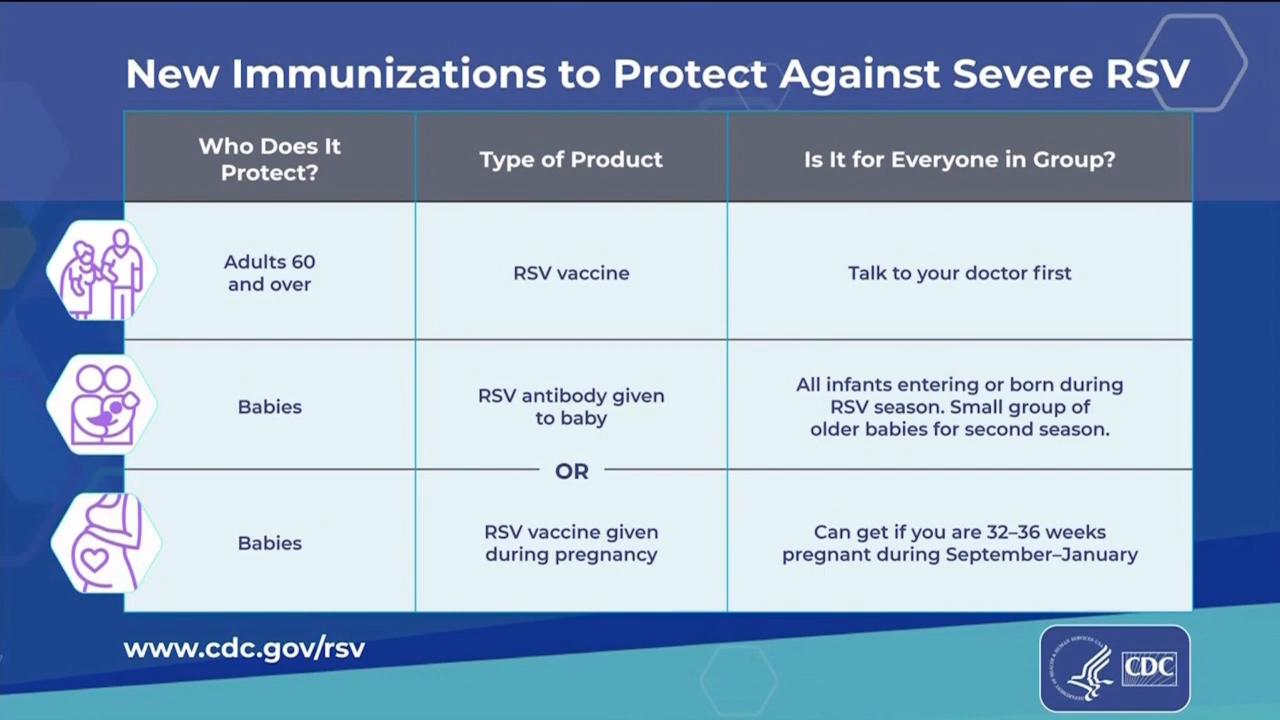 New Immunizations to Protect Against Severe RSV
Who Does It
Protect?
Type of Product
Is It for Everyone in Group?
Adults 60
and over
RSV vaccine
Talk to your doctor first
Babies
RSV antibody given
to baby
All infants entering or born during
RSV season. Small group of
older babies for second season.
OR
Babies
RSV vaccine given
during pregnancy
Can get if you are 32–36 weeks
pregnant during September–January
www.cdc.gov/rsv
CDC